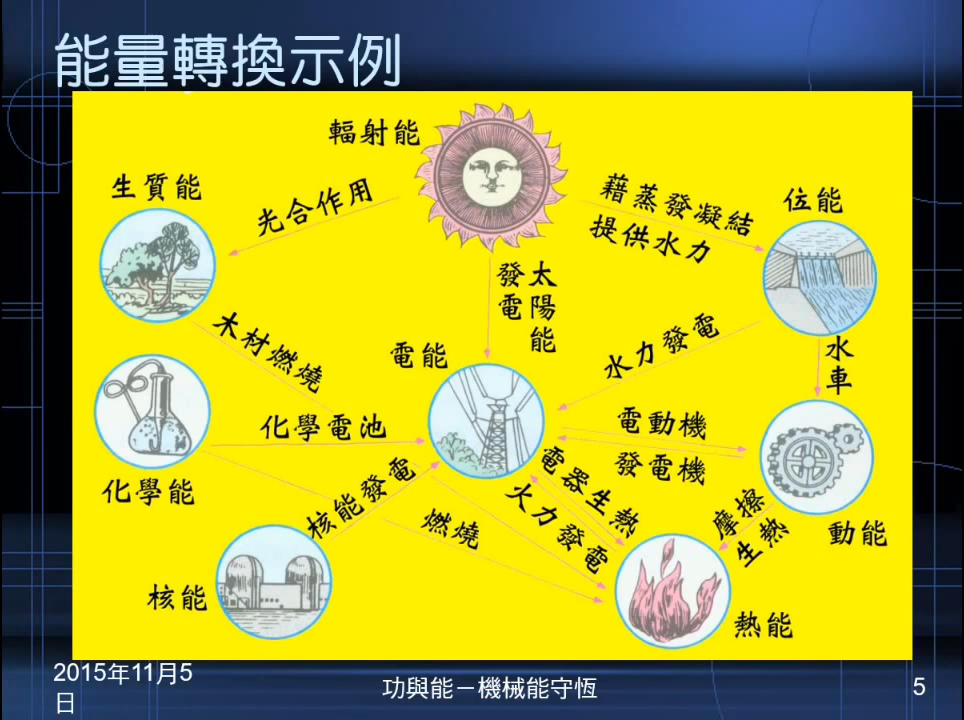 能量轉換示例
輻射能
生質能
光合作用
藉蒸發凝結
提供水力
位能
太陽能
發電
木材燃燒
電能
水力發電
水車
化學電池
電動機
發電機
化學能
核能發電
燃燒
電器生熱
火力發電
摩擦
生熱
動能
核能
熱能
2015年11月5
日
功與能－機械能守恆
5